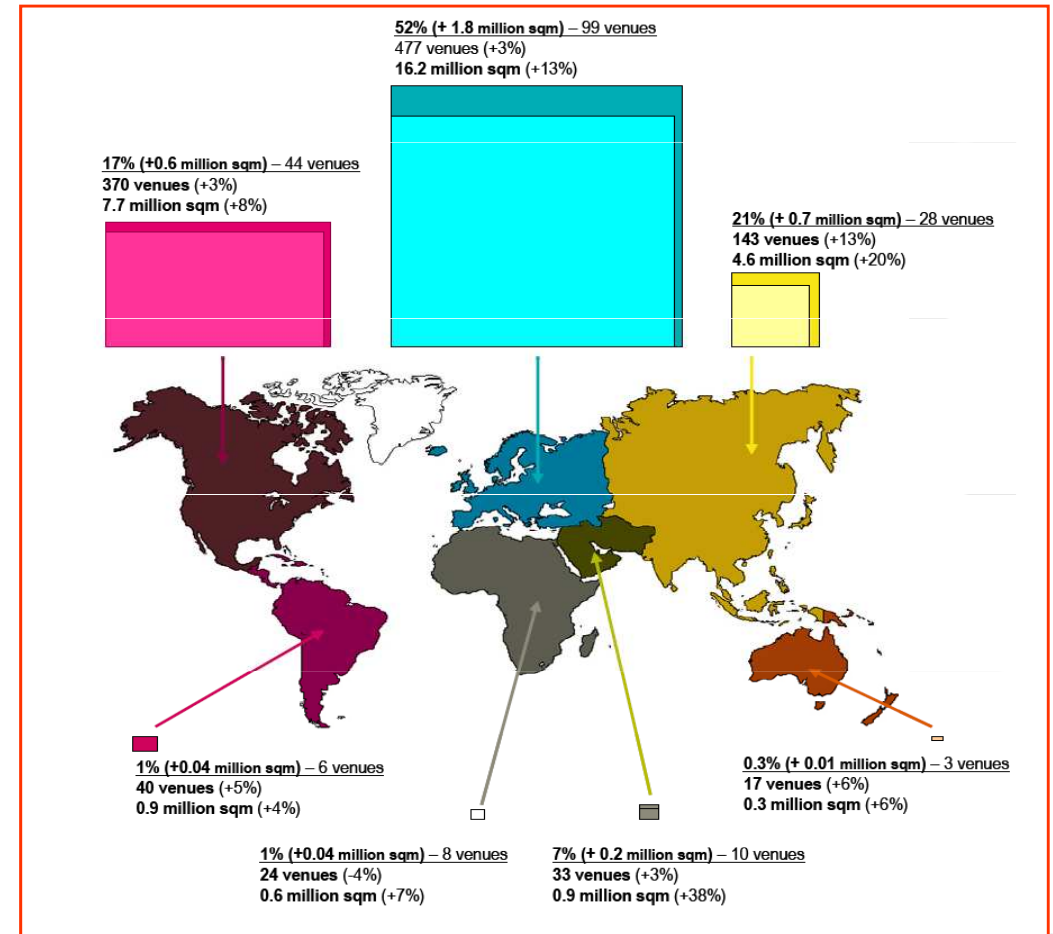 52% (+ 1.8 million sqm) – 99 venues
477 venues (+3%)
16.2 million sqm (+13%)
17% (+0.6 million sqm) – 44 venues
370 venues (+3%)
7.7 million sqm (+8%)
21% (+ 0.7 million sqm) – 28 venues
143 venues (+13%)
4.6 million sqm (+20%)
1% (+0.04 million sqm) – 6 venues
40 venues (+5%)
0.9 million sqm (+4%)
0.3% (+ 0.01 million sqm) – 3 venues
17 venues (+6%)
0.3 million sqm (+6%)
1% (+0.04 million sqm) – 8 venues
24 venues (-4%)
0.6 million sqm (+7%)
7% (+ 0.2 million sqm) – 10 venues
33 venues (+3%)
0.9 million sqm (+38%)